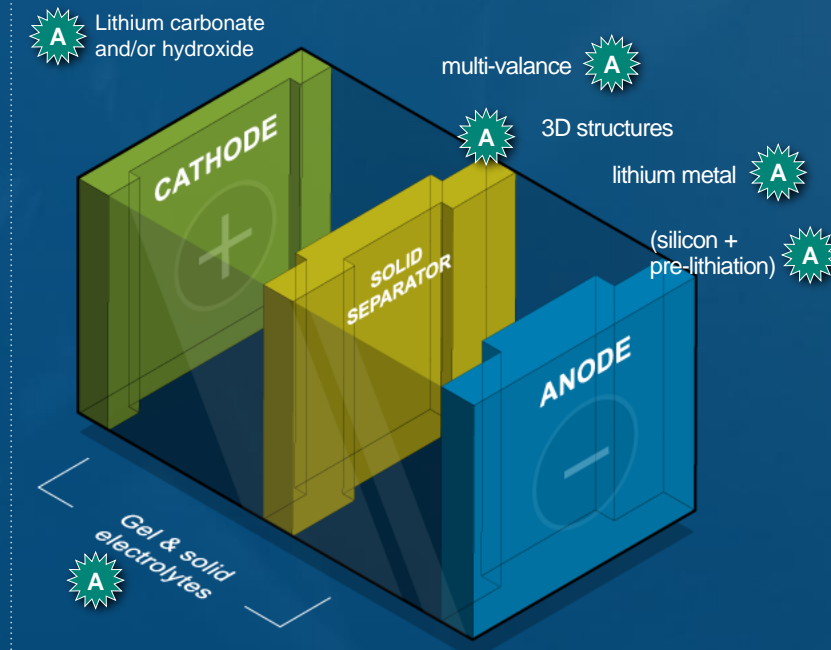 A
Lithium carbonate
and/or hydroxide
multi-valance
A
A
3D structures
lithium metal
A
(silicon +
pre-lithiation)
A
CATHODE
+
SOLID
SEPARATOR
ANODE
−
Gel & solid
electrolytes
A